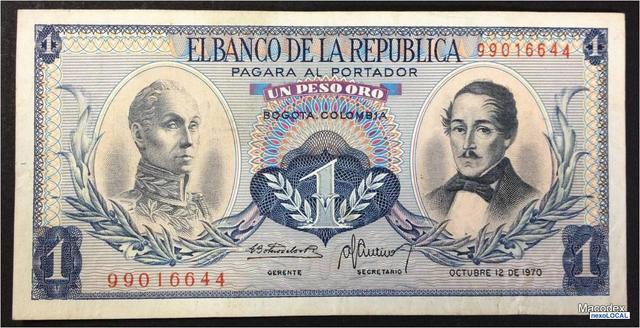 1 EL BANCO DE LA REPUBLICA 99016644 1
PAGARA AL PORTADOR
UN PESO ORO
BOGOTA, COLOMBIA
1
1 99016644 GERENTE SECRETARIO OCTUBRE 12 DE 1970 1
Macodex
nexoLOCAL